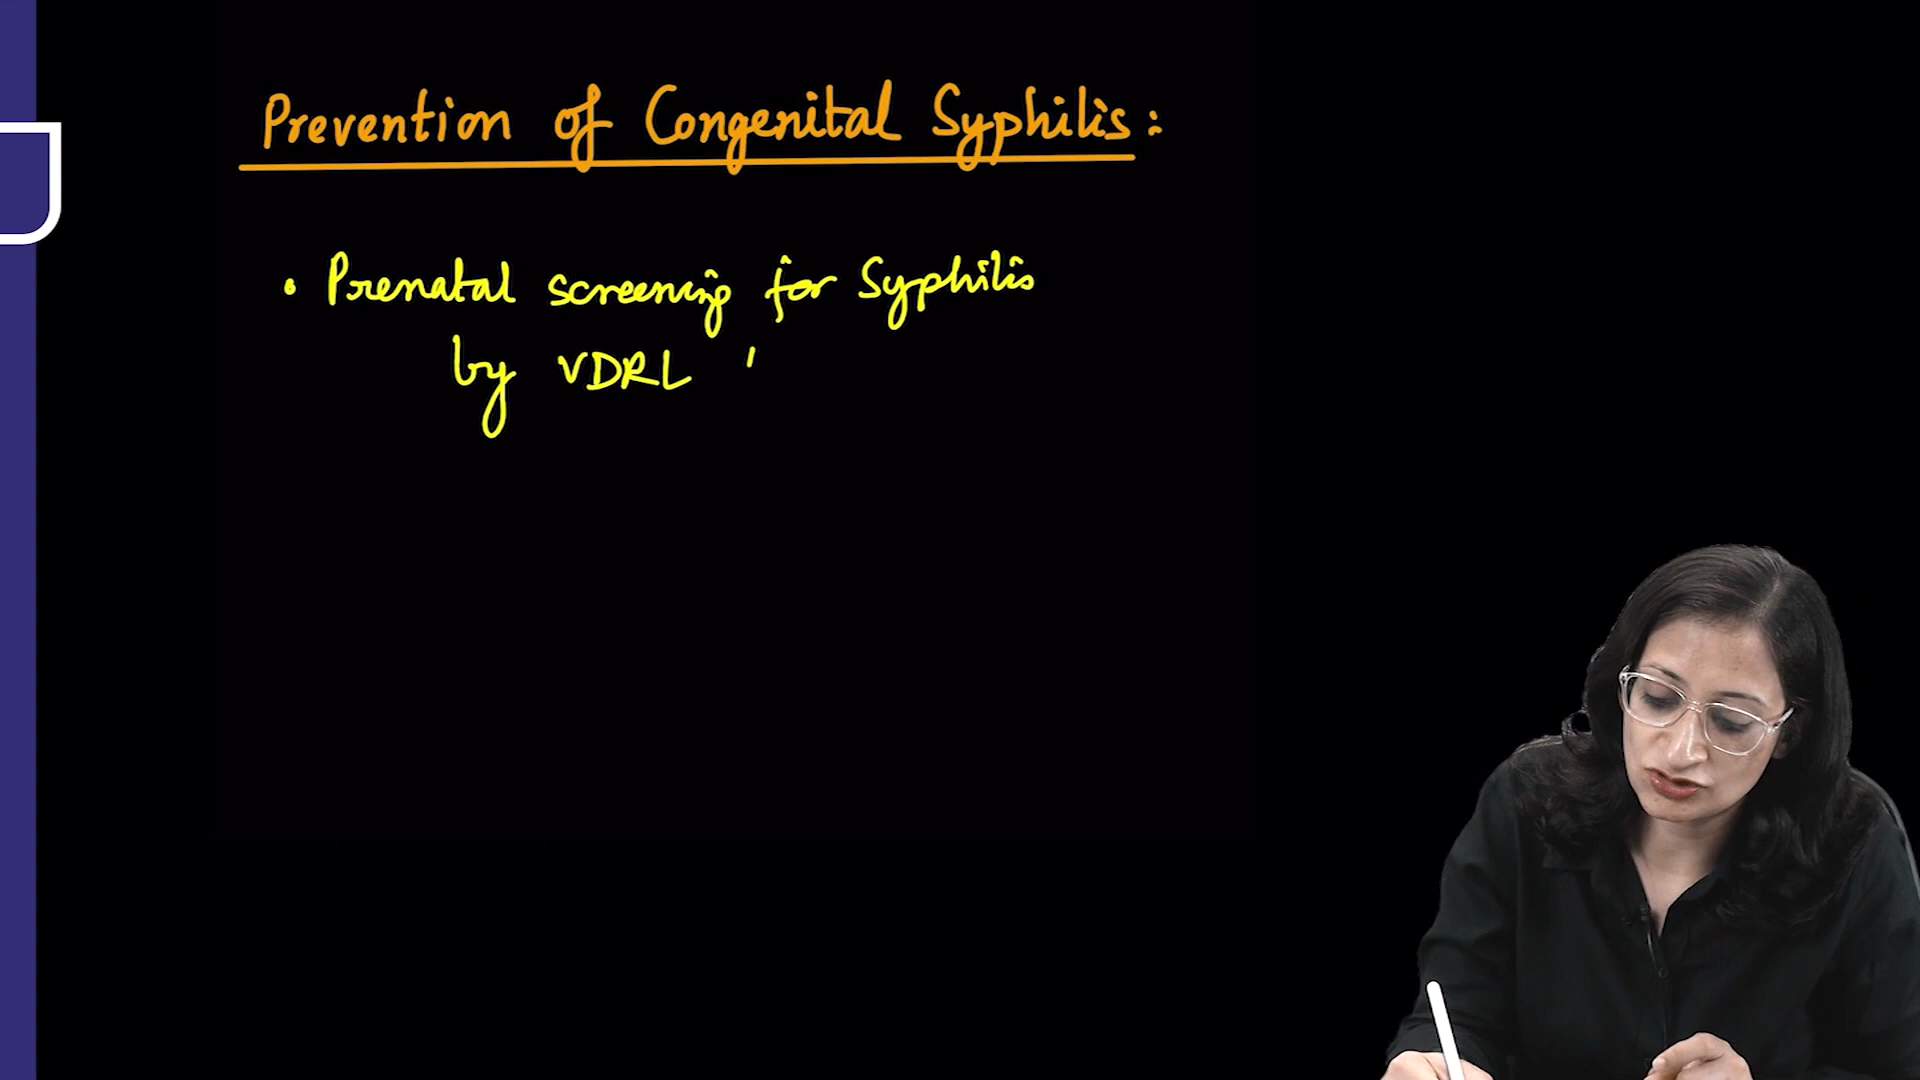 Prevention of Congenital Syphilis:
• Prenatal screening for Syphilis
by VDRL